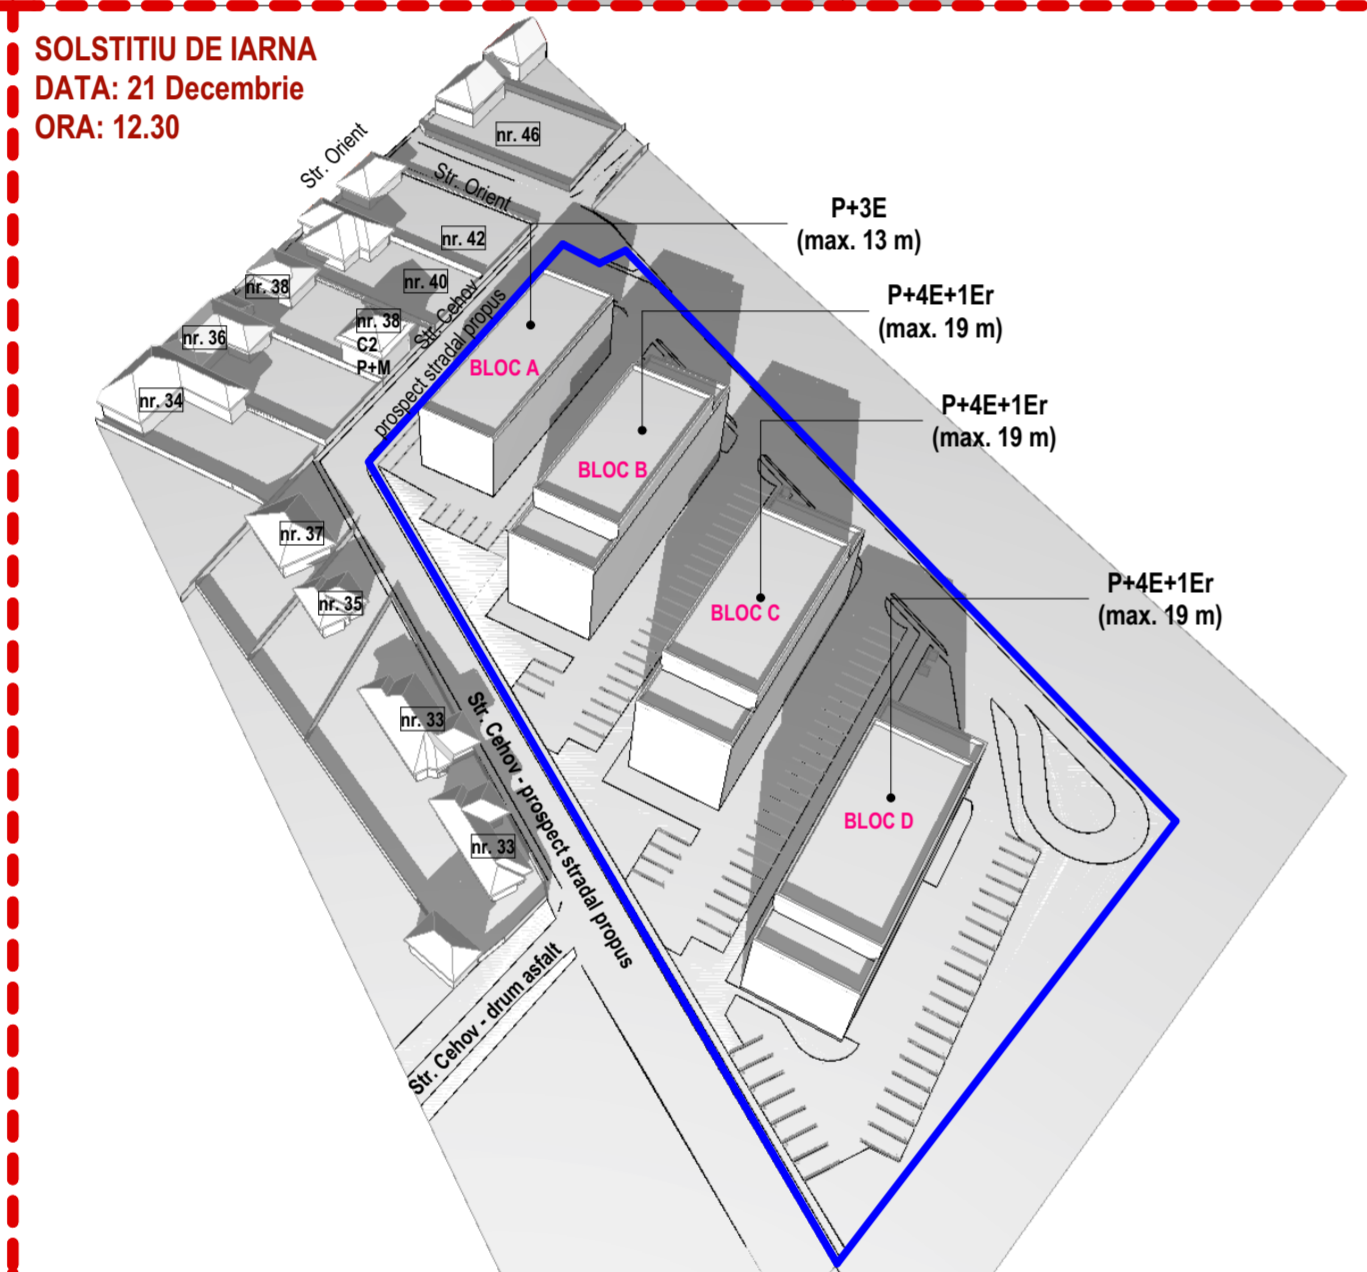 SOLSTITIU DE IARNA
DATA: 21 Decembrie
ORA: 12.30
nr. 46
Str. Orient
Str. Orient
P+3E
(max. 13 m)
nr. 42
nr. 40
nr. 38
Str. Cehov -
prospect stradal propus
P+4E+1Er
(max. 19 m)
nr. 38
C2
P+M
nr. 36
BLOC A
nr. 34
P+4E+1Er
(max. 19 m)
BLOC B
nr. 37
nr. 35
P+4E+1Er
(max. 19 m)
BLOC C
nr. 33
Str. Cehov - prospect stradal propus
BLOC D
nr. 33
Str. Cehov - drum asfalt